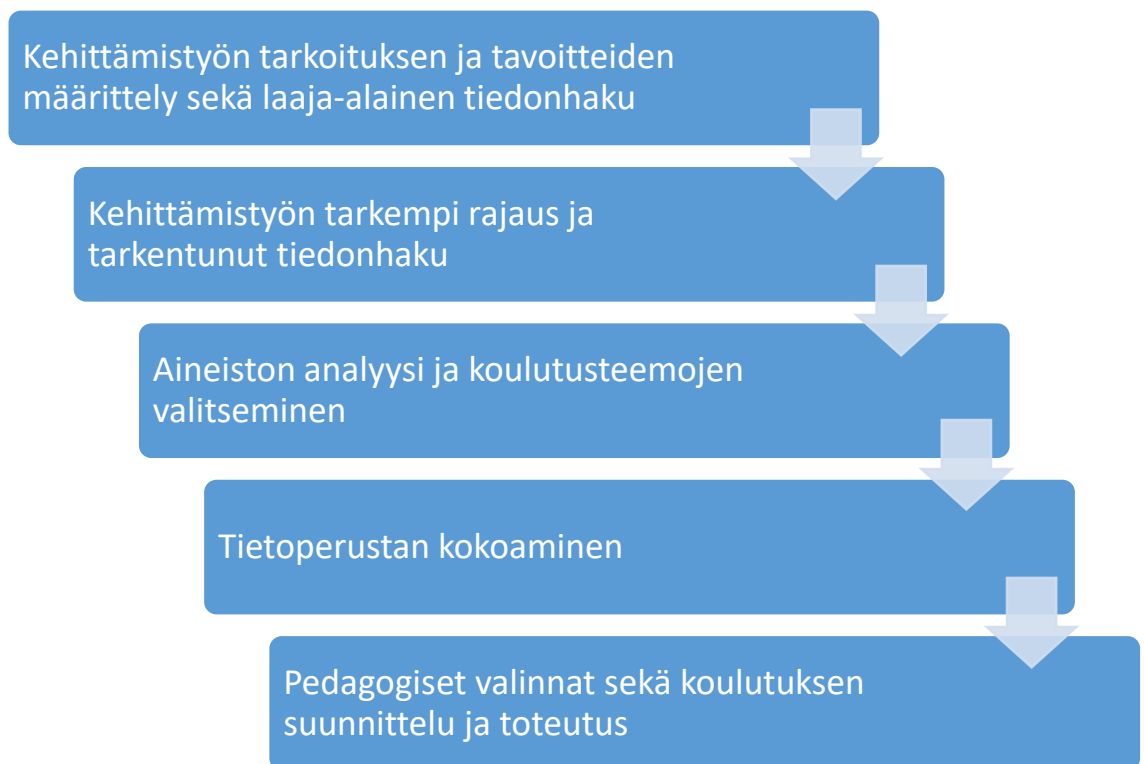 Kehittämistyön tarkoituksen ja tavoitteiden
määrittely sekä laaja-alainen tiedonhaku
Kehittämistyön tarkempi rajaus ja
tarkentunut tiedonhaku
Aineiston analyysi ja koulutusteemojen
valitseminen
Tietoperustan kokoaminen
Pedagogiset valinnat sekä koulutuksen
suunnittelu ja toteutus